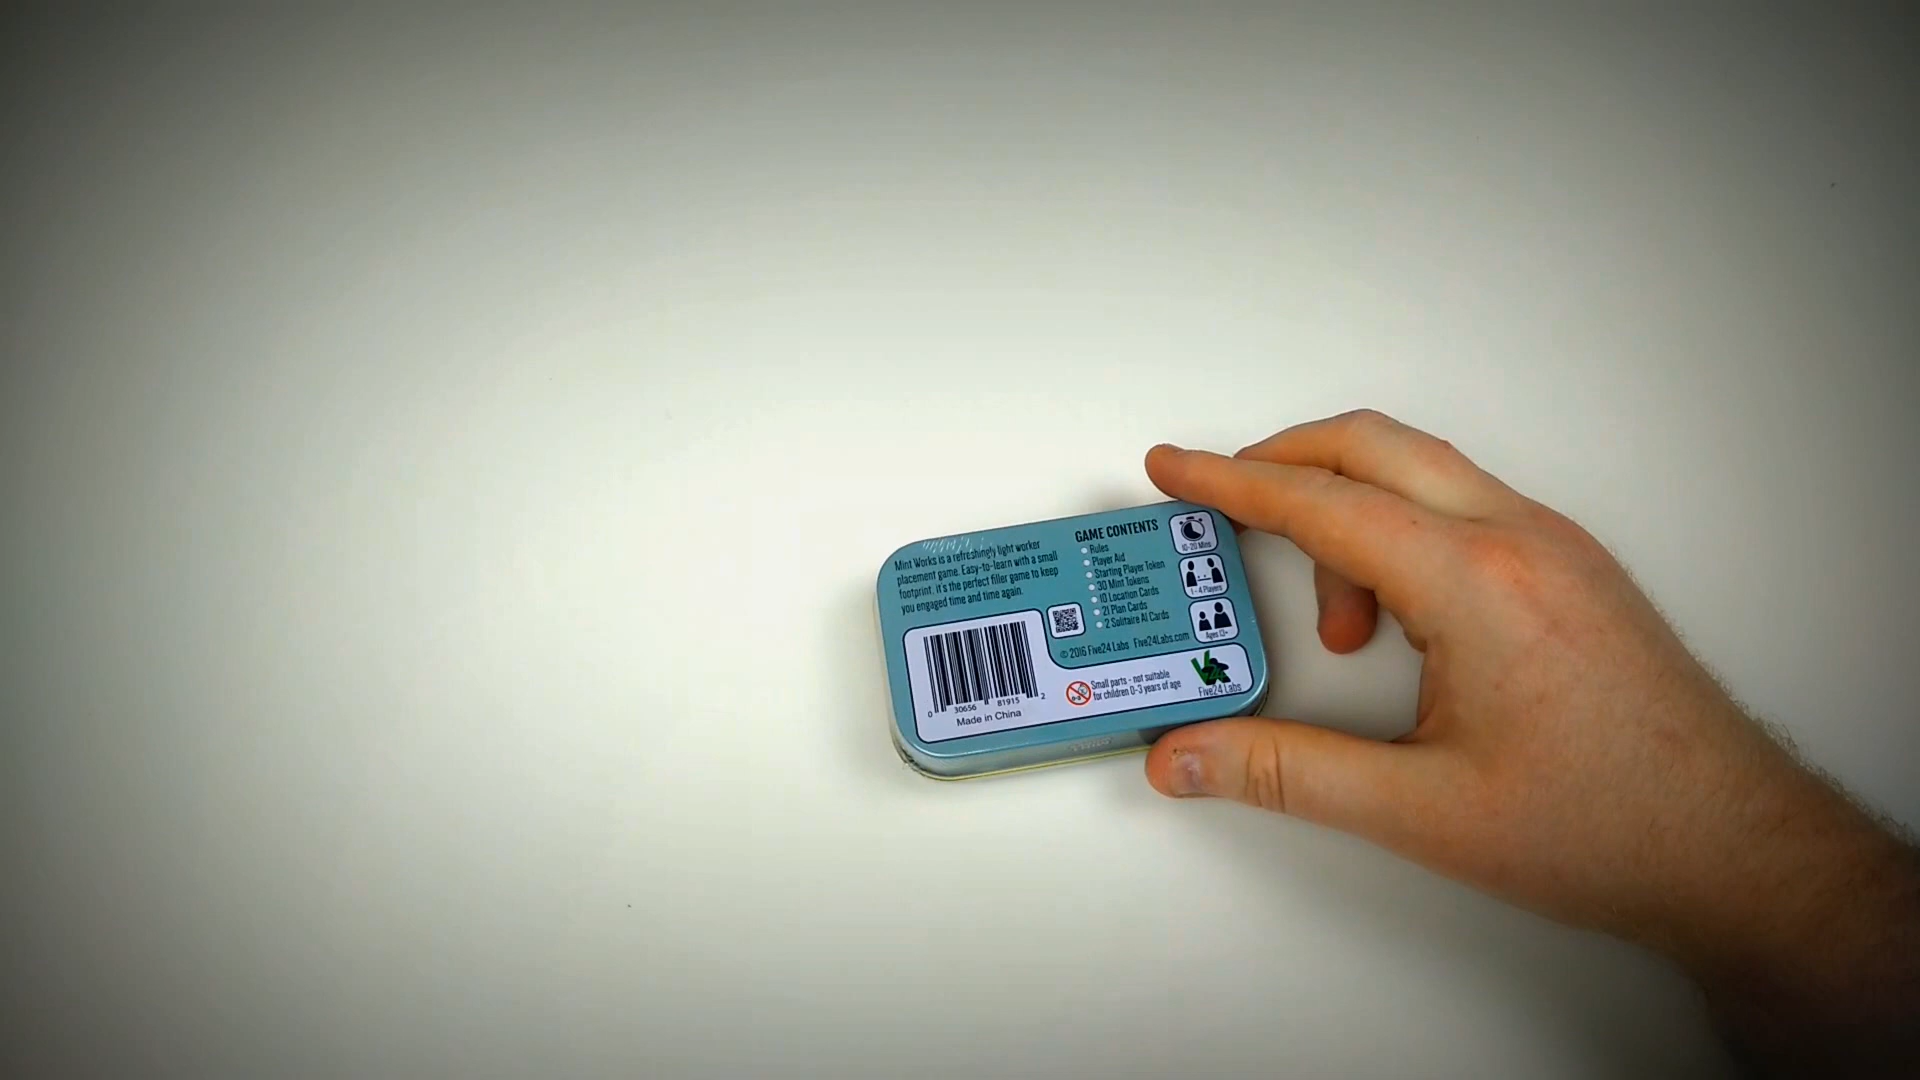 Mint Works is a refreshingly light worker
placement game. Easy-to-learn with a small
footprint, it's the perfect filler game to keep
you engaged time and time again.
GAME CONTENTS
Rules
Player Aid
Starting Player Token
30 Mint Tokens
10 Location Cards
21 Plan Cards
2 Solitaire AI Cards
© 2016 Five24 Labs Five24Labs.com
10-20 Mins
1 - 4 Players
Ages 13+
0 30656 81915 2
Made in China
0-3
Small parts - not suitable
for children 0-3 years of age
Five24 Labs